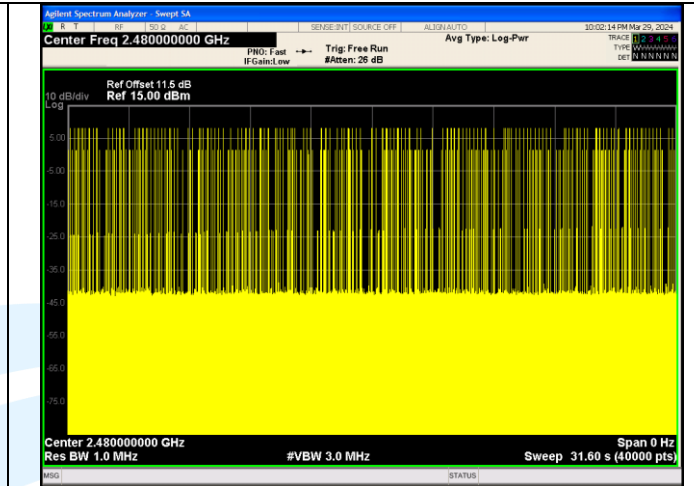 Agilent Spectrum Analyzer - Swept SA
R T RF 50 Ω AC SENSE:INT SOURCE OFF ALIGN AUTO 10:02:14 PM Mar 29, 2024
Center Freq 2.480000000 GHz Avg Type: Log-Pwr TRACE 1 2 3 4 5 6
PNO: Fast Trig: Free Run TYPE W
IFGain:Low #Atten: 26 dB DET N N N N N N
Ref Offset 11.5 dB
10 dB/div Ref 15.00 dBm
Log
5.00
-5.00
-15.0
-25.0
-35.0
-45.0
-55.0
-65.0
-75.0
Center 2.480000000 GHz Span 0 Hz
Res BW 1.0 MHz #VBW 3.0 MHz Sweep 31.60 s (40000 pts)
MSG STATUS